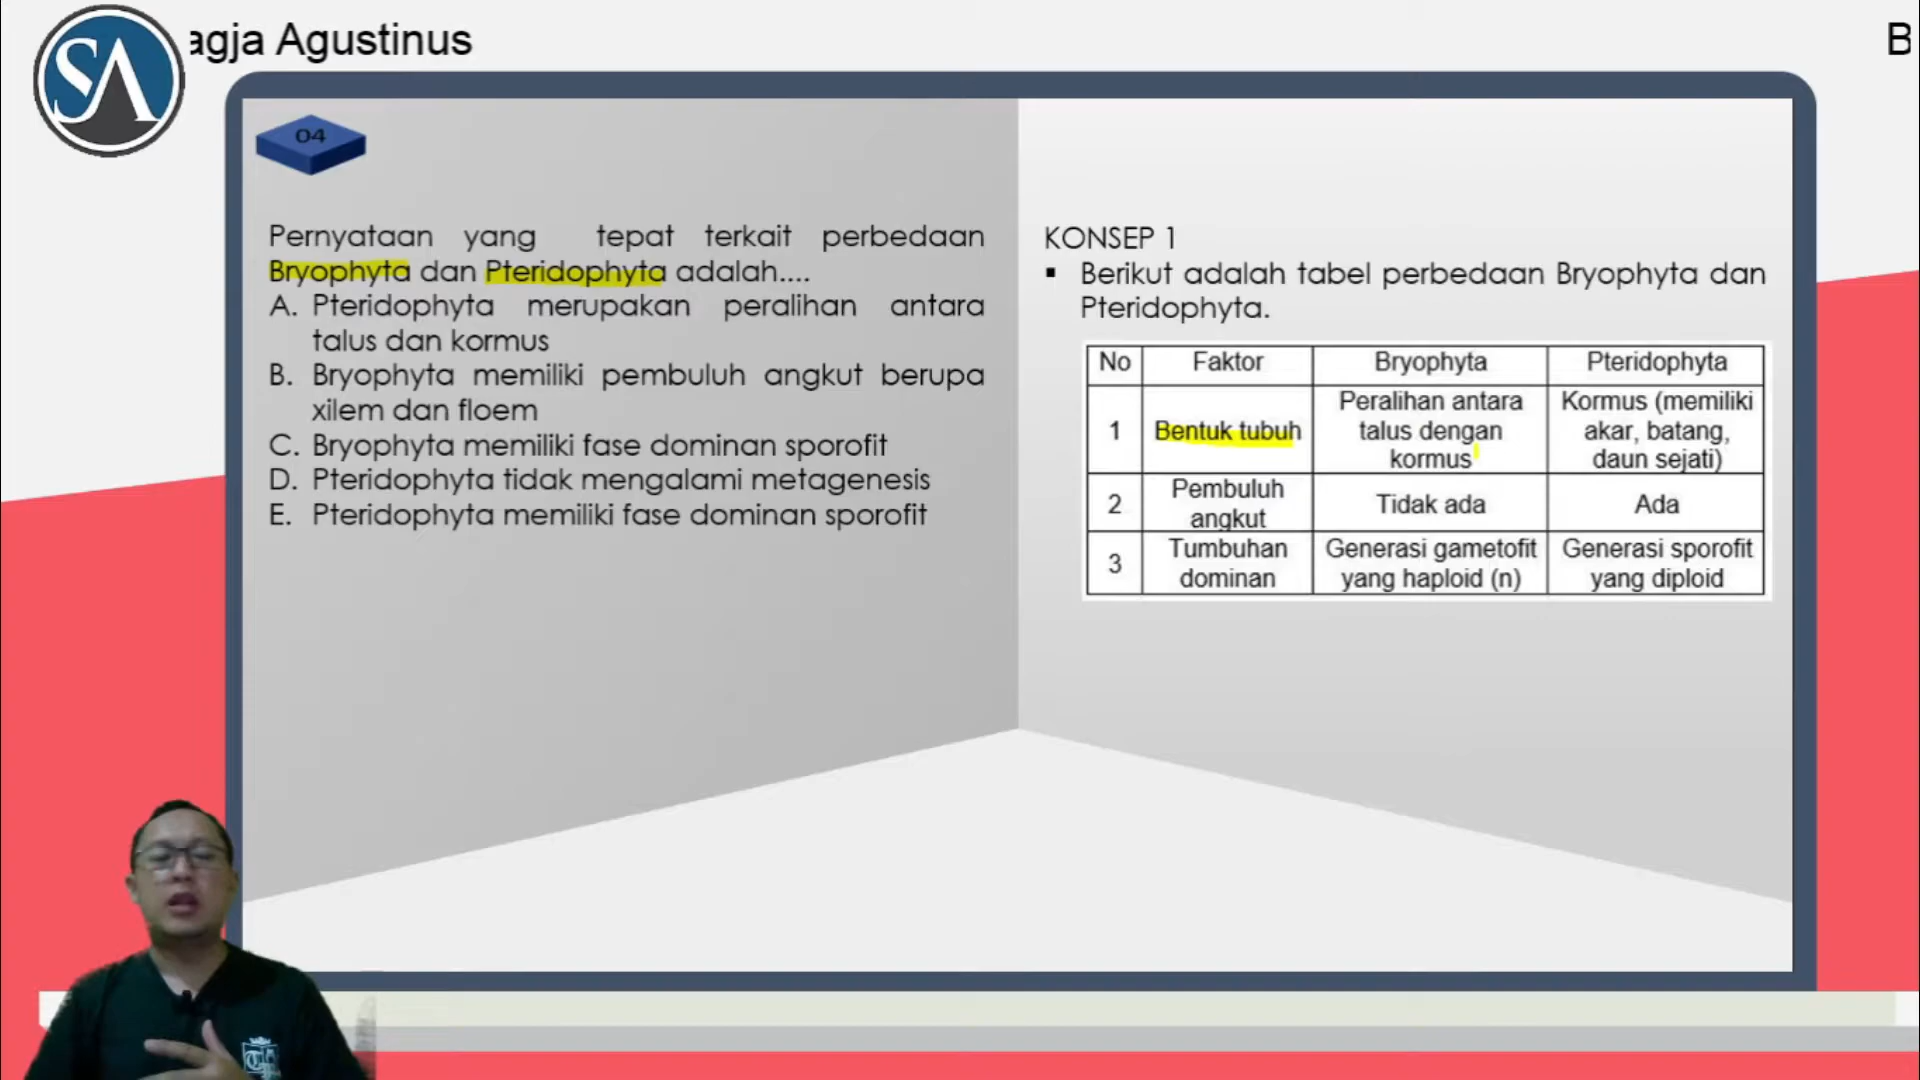 SA
agja Agustinus
B
04
Pernyataan yang tepat terkait perbedaan
Bryophyta dan Pteridophyta adalah....
A. Pteridophyta merupakan peralihan antara
talus dan kormus
B. Bryophyta memiliki pembuluh angkut berupa
xilem dan floem
C. Bryophyta memiliki fase dominan sporofit
D. Pteridophyta tidak mengalami metagenesis
E. Pteridophyta memiliki fase dominan sporofit
KONSEP 1
▪ Berikut adalah tabel perbedaan Bryophyta dan
Pteridophyta.
No Faktor Bryophyta Pteridophyta
1 Bentuk tubuh Peralihan antara talus dengan kormus Kormus (memiliki akar, batang, daun sejati)
2 Pembuluh angkut Tidak ada Ada
3 Tumbuhan dominan Generasi gametofit yang haploid (n) Generasi sporofit yang diploid